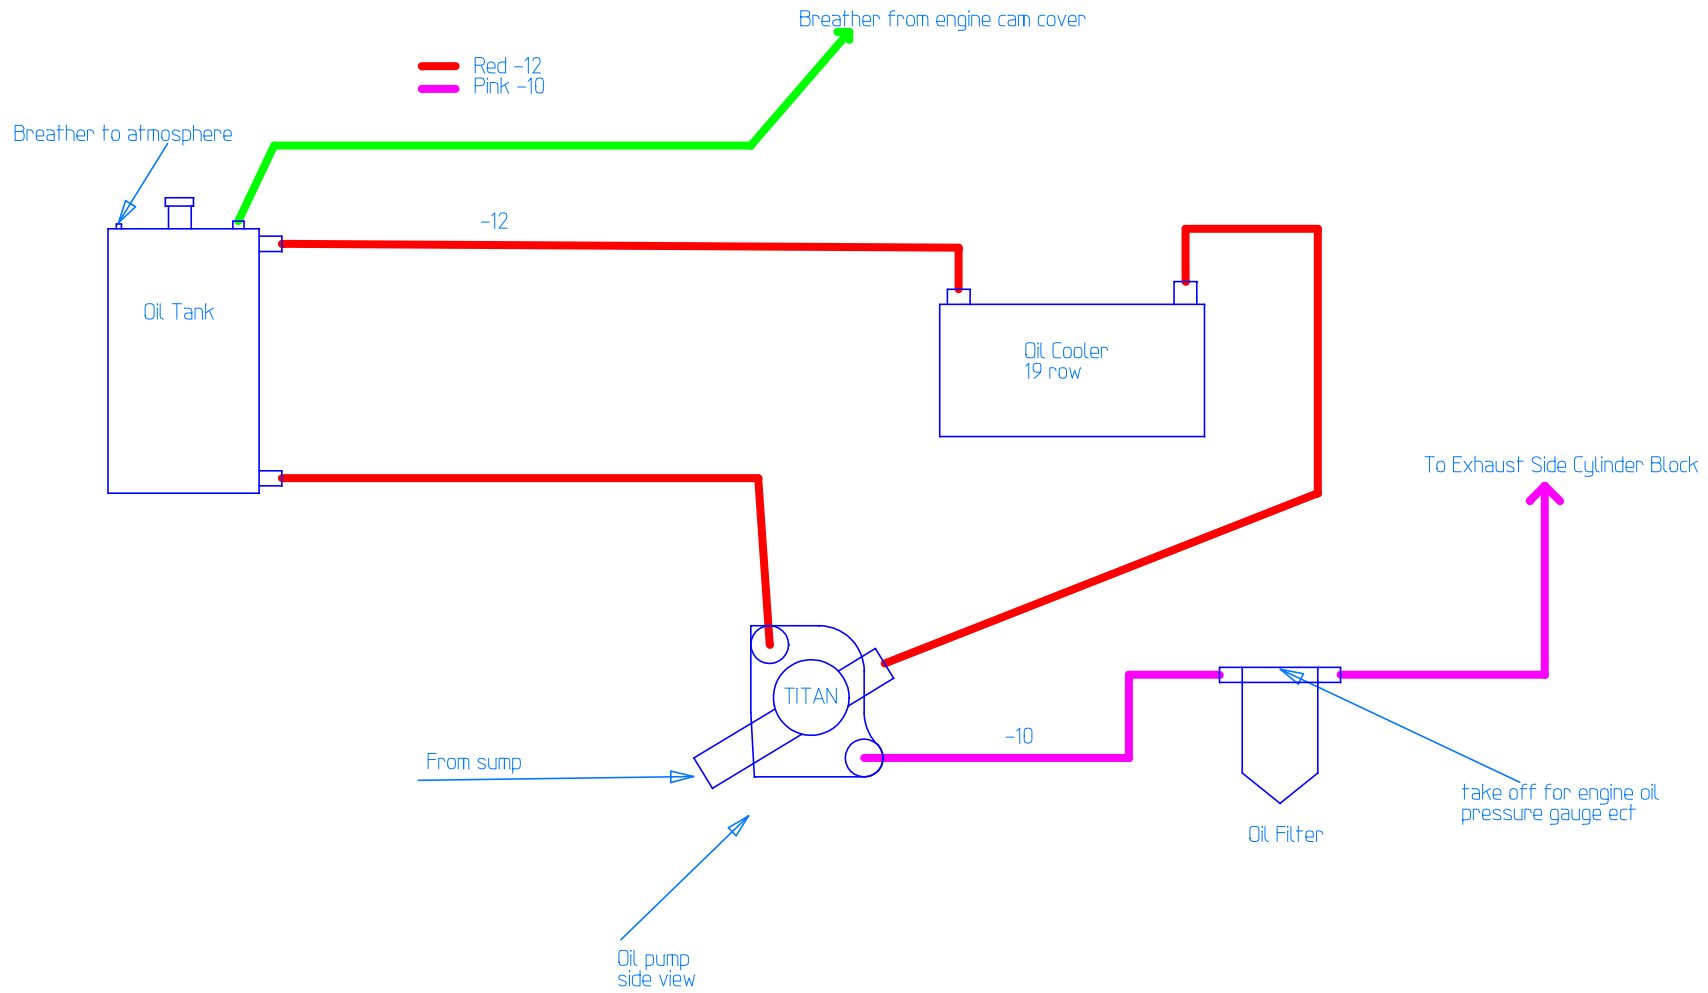 Breather from engine cam cover
Red -12
Pink -10
Breather to atmosphere
-12
Oil Tank
Oil Cooler
19 row
To Exhaust Side Cylinder Block
TITAN
-10
From sump
take off for engine oil
pressure gauge ect
Oil Filter
Oil pump
side view